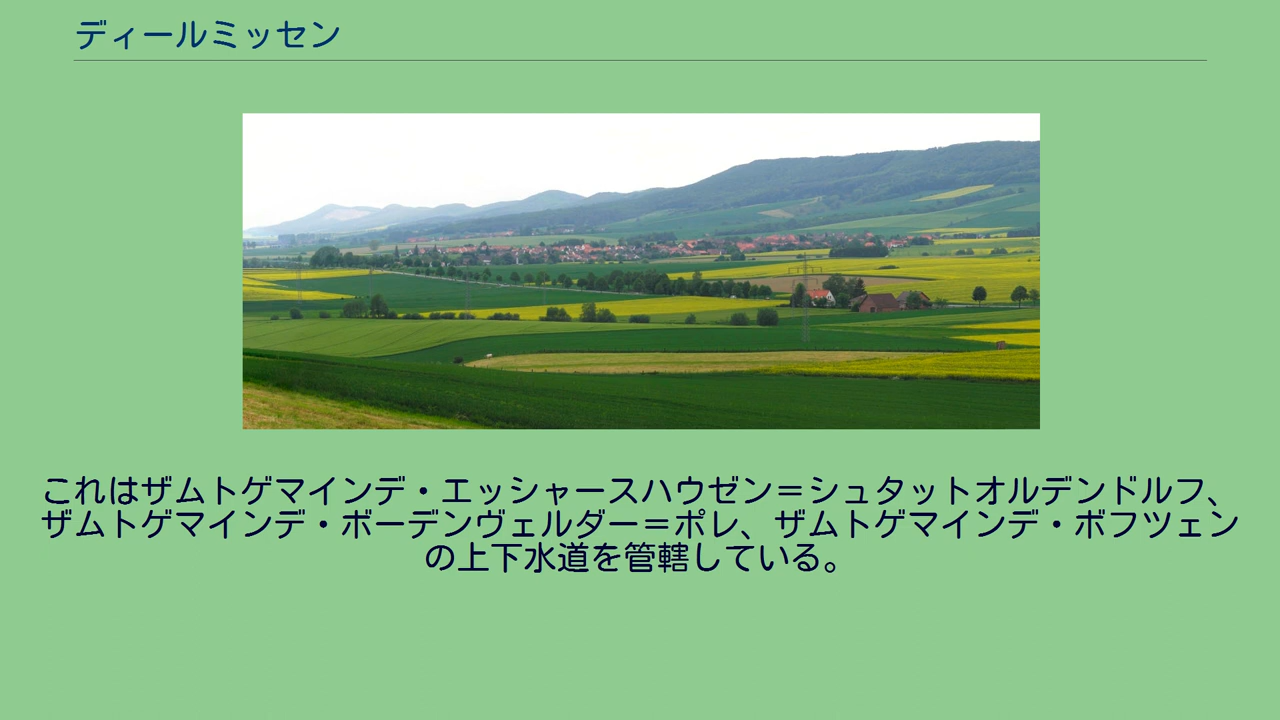 ディールミッセン
これはザムトゲマインデ・エッシャースハウゼン＝シュタットオルデンドルフ、
ザムトゲマインデ・ボーデンヴェルダー＝ポレ、ザムトゲマインデ・ボフツェン
の上下水道を管轄している。